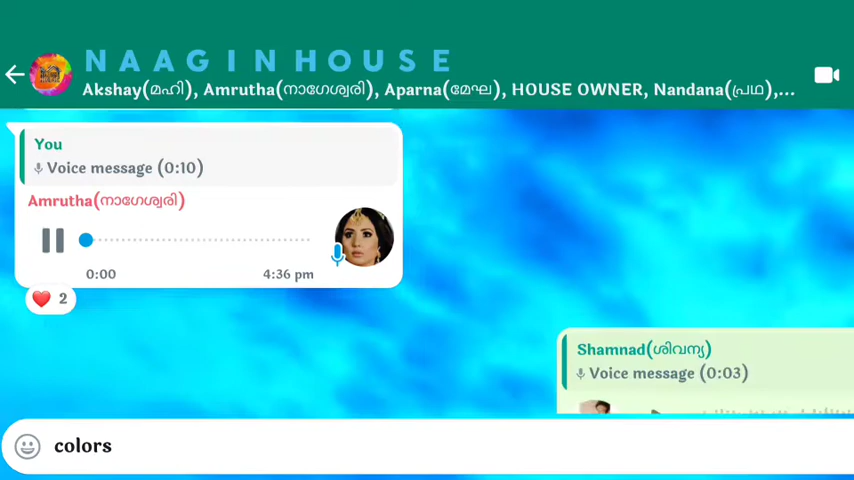 N A A G I N H O U S E
Akshay(മഹി), Amrutha(നാഗേശ്വരി), Aparna(മേഘ), HOUSE OWNER, Nandana(പ്രഥ),...
You
Voice message (0:10)
Amrutha(നാഗേശ്വരി)
0:00 4:36 pm
❤️ 2
Shamnad(ശിവന്യ)
Voice message (0:03)
colors